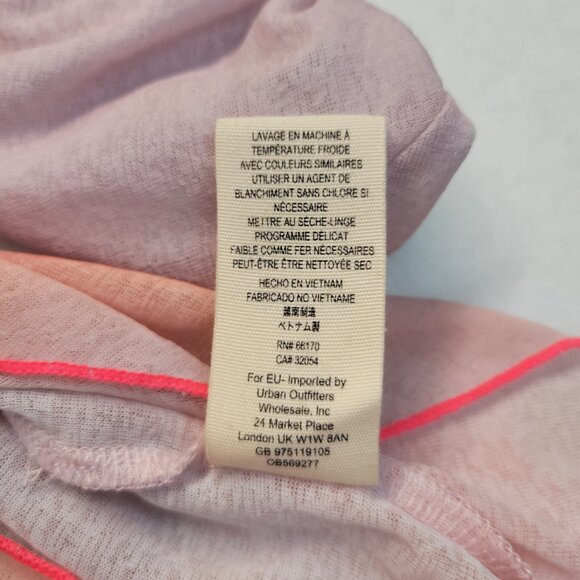 LAVAGE EN MACHINE À
TEMPÉRATURE FROIDE
AVEC COULEURS SIMILAIRES
UTILISER UN AGENT DE
BLANCHIMENT SANS CHLORE SI
NÉCESSAIRE
METTRE AU SÈCHE-LINGE
PROGRAMME DÉLICAT
FAIBLE COMME FER NÉCESSAIRES
PEUT-ÊTRE ÊTRE NETTOYÉE SEC
HECHO EN VIETNAM
FABRICADO NO VIETNAME
越南制造
ベトナム製
RN# 66170
CA# 32054
For EU- Imported by
Urban Outfitters
Wholesale, Inc
24 Market Place
London UK W1W 8AN
GB 975119105
OB569277